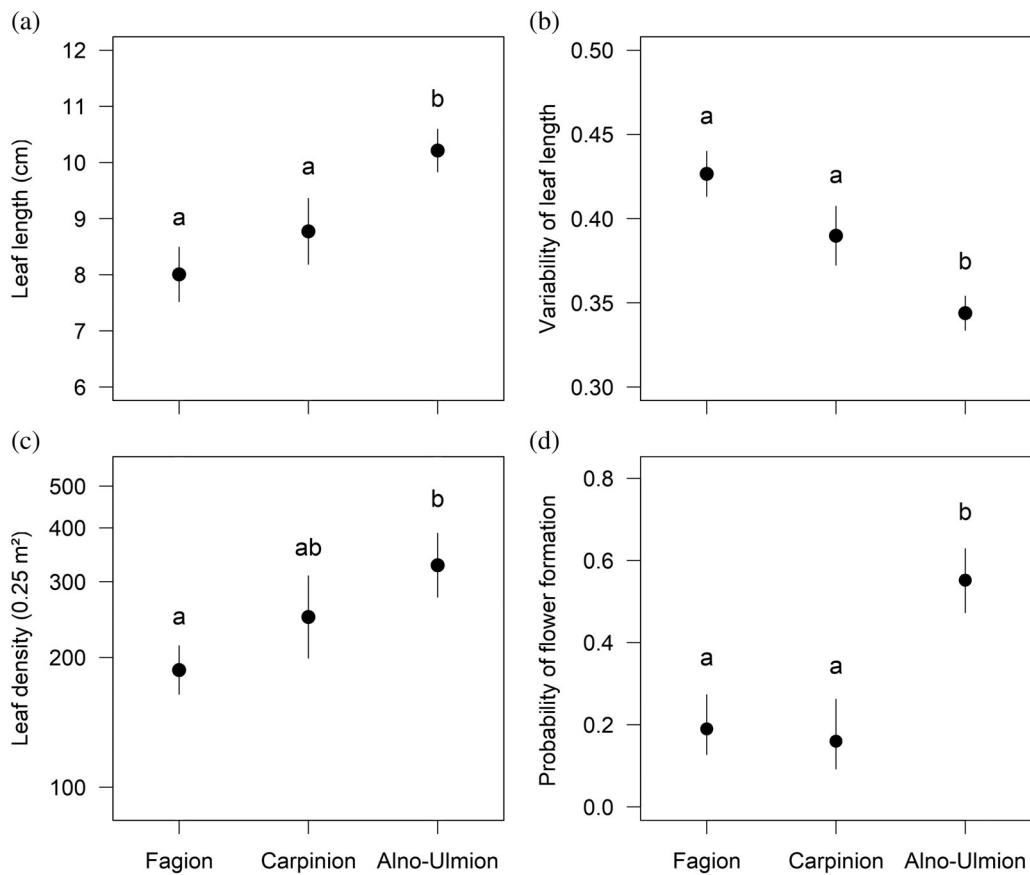 (a)
Leaf length (cm)
12
11
10
9
8
7
6
a
a
b
(b)
Variability of leaf length
0.50
0.45
0.40
0.35
0.30
a
a
b
(c)
Leaf density (0.25 m²)
500
400
300
200
100
a
ab
b
Fagion Carpinion Alno-Ulmion
(d)
Probability of flower formation
0.8
0.6
0.4
0.2
0.0
a
a
b
Fagion Carpinion Alno-Ulmion